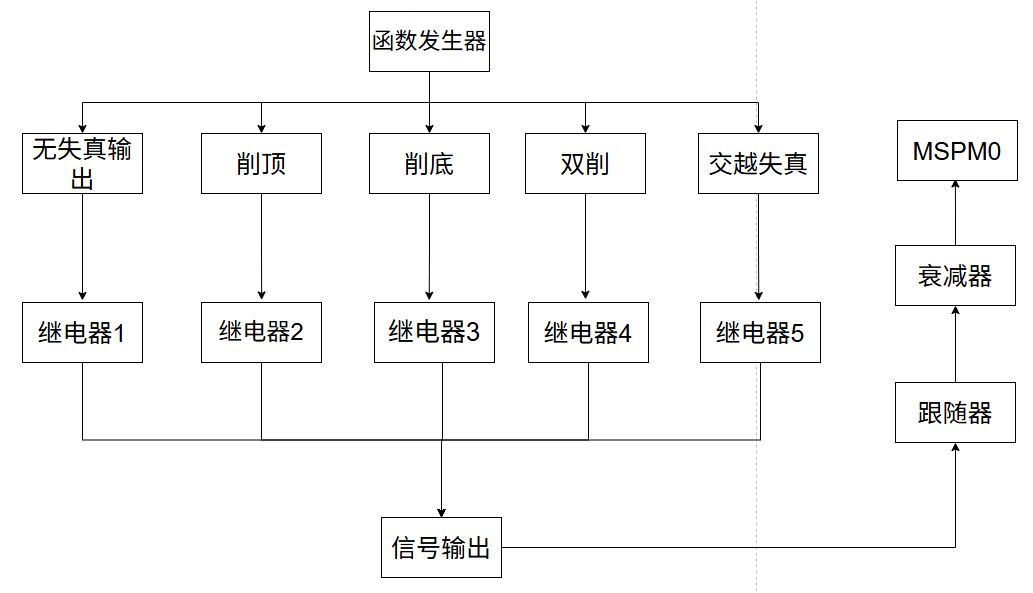 函数发生器
无失真输
出
削顶
削底
双削
交越失真
MSPM0
衰减器
继电器1
继电器2
继电器3
继电器4
继电器5
跟随器
信号输出